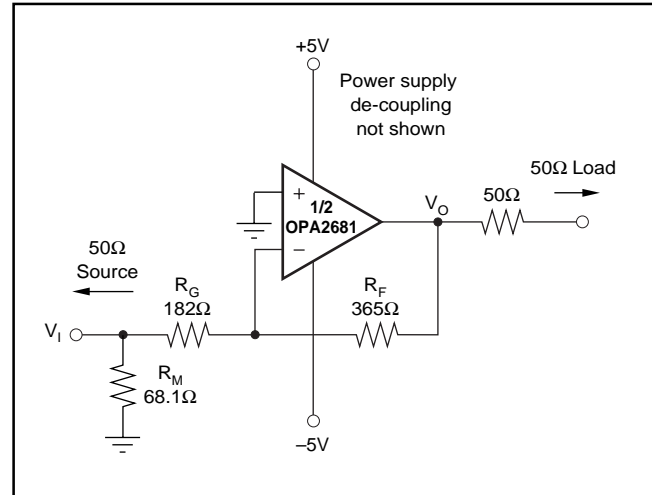 +5V
Power supply
de-coupling
not shown
50Ω Load
+
1/2
OPA2681
−
V_O
50Ω
50Ω
Source
R_G
182Ω
R_F
365Ω
V_I
R_M
68.1Ω
−5V